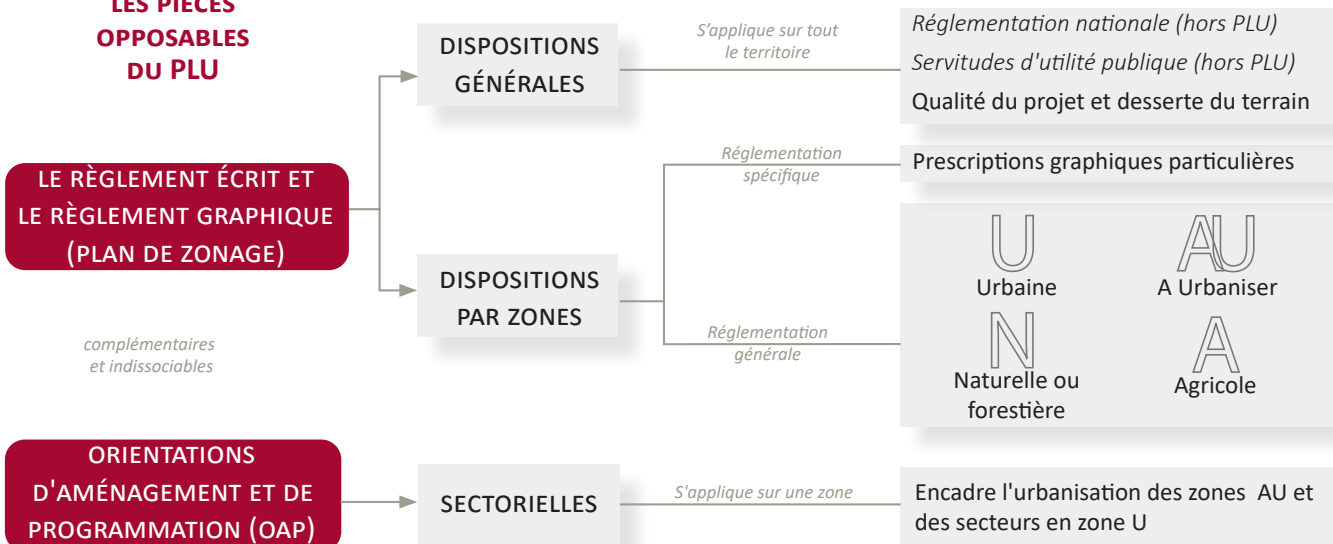 LES PIÈCES
OPPOSABLES
DU PLU
LE RÈGLEMENT ÉCRIT ET
LE RÈGLEMENT GRAPHIQUE
(PLAN DE ZONAGE)
complémentaires
et indissociables
ORIENTATIONS
D'AMÉNAGEMENT ET DE
PROGRAMMATION (OAP)
DISPOSITIONS
GÉNÉRALES
S'applique sur tout
le territoire
Réglementation nationale (hors PLU)
Servitudes d'utilité publique (hors PLU)
Qualité du projet et desserte du terrain
DISPOSITIONS
PAR ZONES
Réglementation
spécifique
Prescriptions graphiques particulières
Réglementation
générale
U
Urbaine
AU
A Urbaniser
N
Naturelle ou
forestière
A
Agricole
SECTORIELLES
S'applique sur une zone
Encadre l'urbanisation des zones AU et
des secteurs en zone U